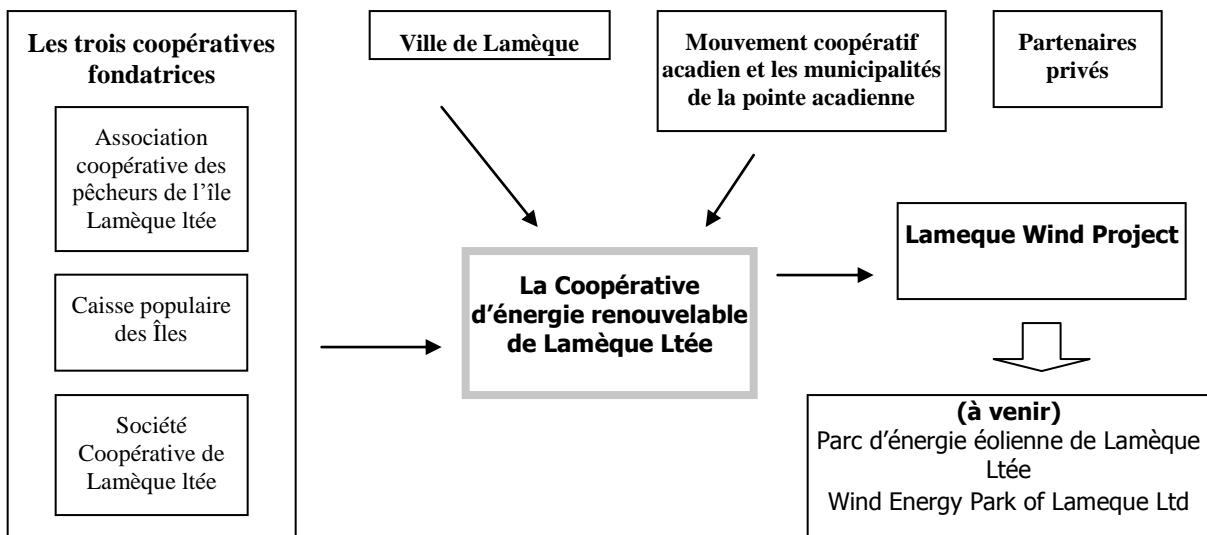 Les trois coopératives
fondatrices
Association
coopérative des
pêcheurs de l'île
Lamèque ltée
Caisse populaire
des Îles
Société
Coopérative de
Lamèque ltée
Ville de Lamèque
Mouvement coopératif
acadien et les municipalités
de la pointe acadienne
Partenaires
privés
La Coopérative
d'énergie renouvelable
de Lamèque Ltée
Lameque Wind Project
(à venir)
Parc d'énergie éolienne de Lamèque
Ltée
Wind Energy Park of Lameque Ltd